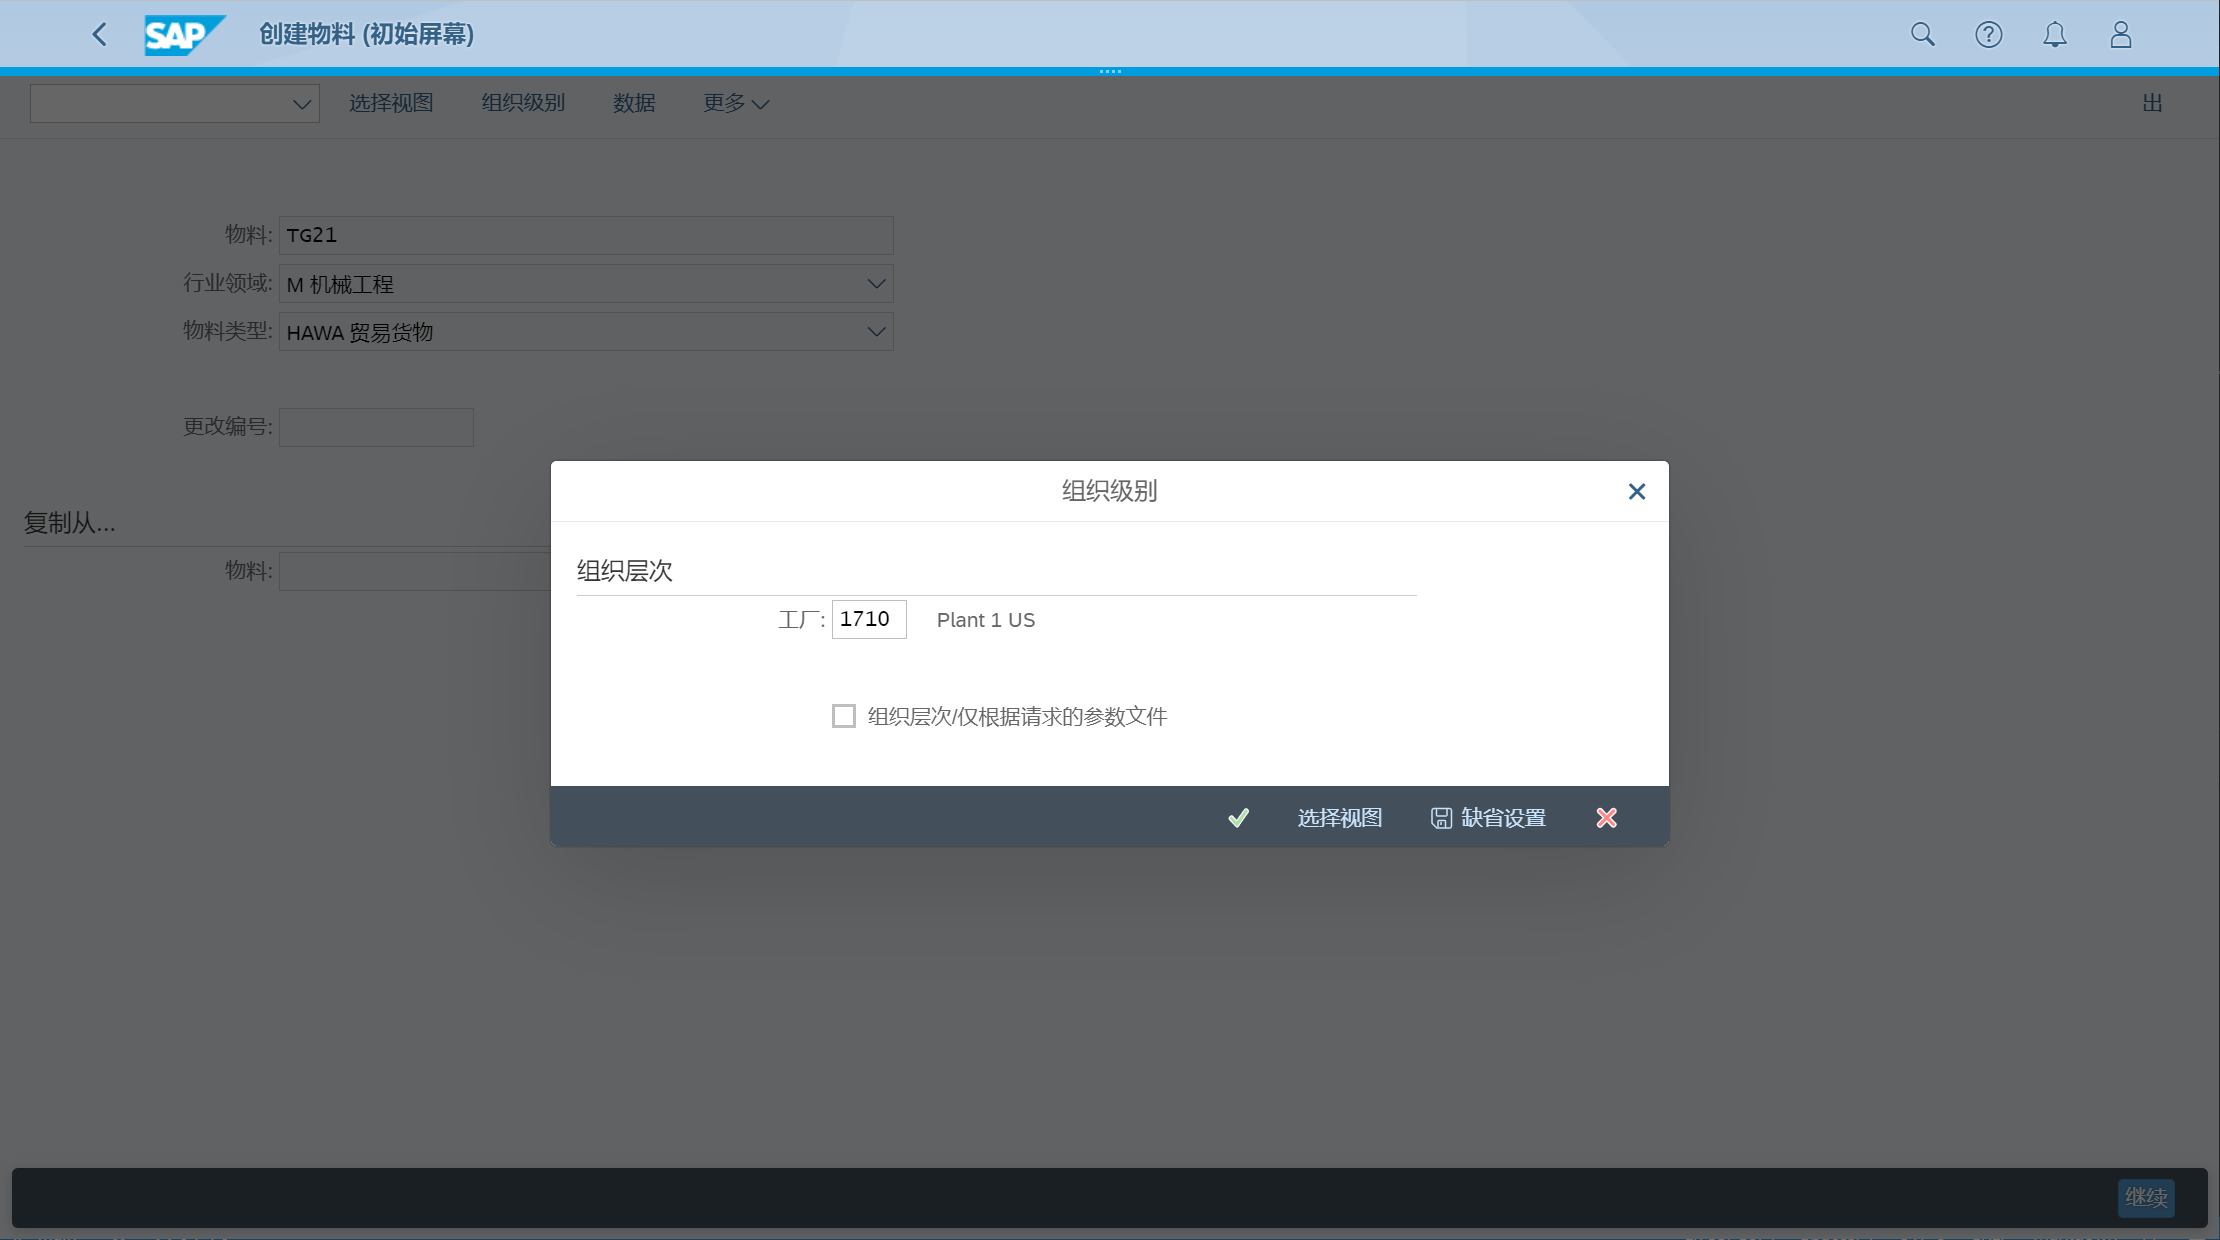 SAP 创建物料 (初始屏幕)
选择视图 组织级别 数据 更多 出
物料: TG21
行业领域: M 机械工程
物料类型: HAWA 贸易货物
更改编号:
复制从...
物料:
组织级别
组织层次
工厂: 1710 Plant 1 US
组织层次/仅根据请求的参数文件
选择视图 缺省设置
继续